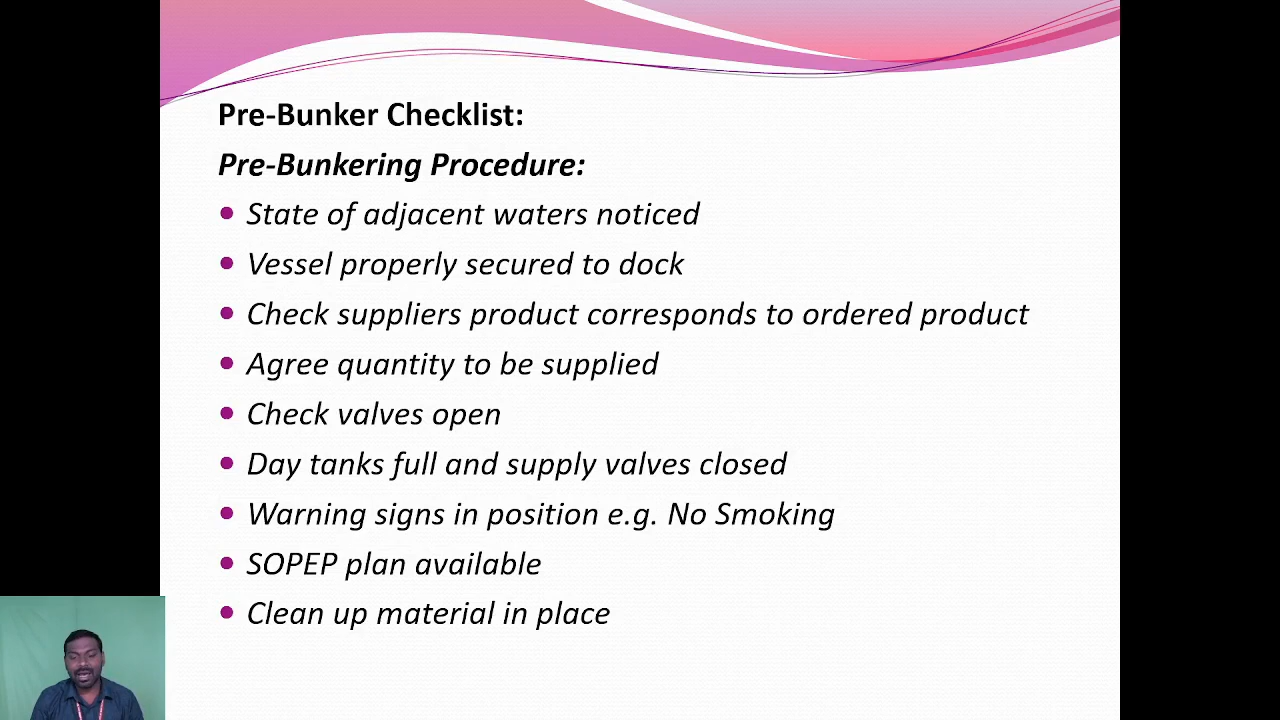 Pre-Bunker Checklist:
Pre-Bunkering Procedure:
• State of adjacent waters noticed
• Vessel properly secured to dock
• Check suppliers product corresponds to ordered product
• Agree quantity to be supplied
• Check valves open
• Day tanks full and supply valves closed
• Warning signs in position e.g. No Smoking
• SOPEP plan available
• Clean up material in place